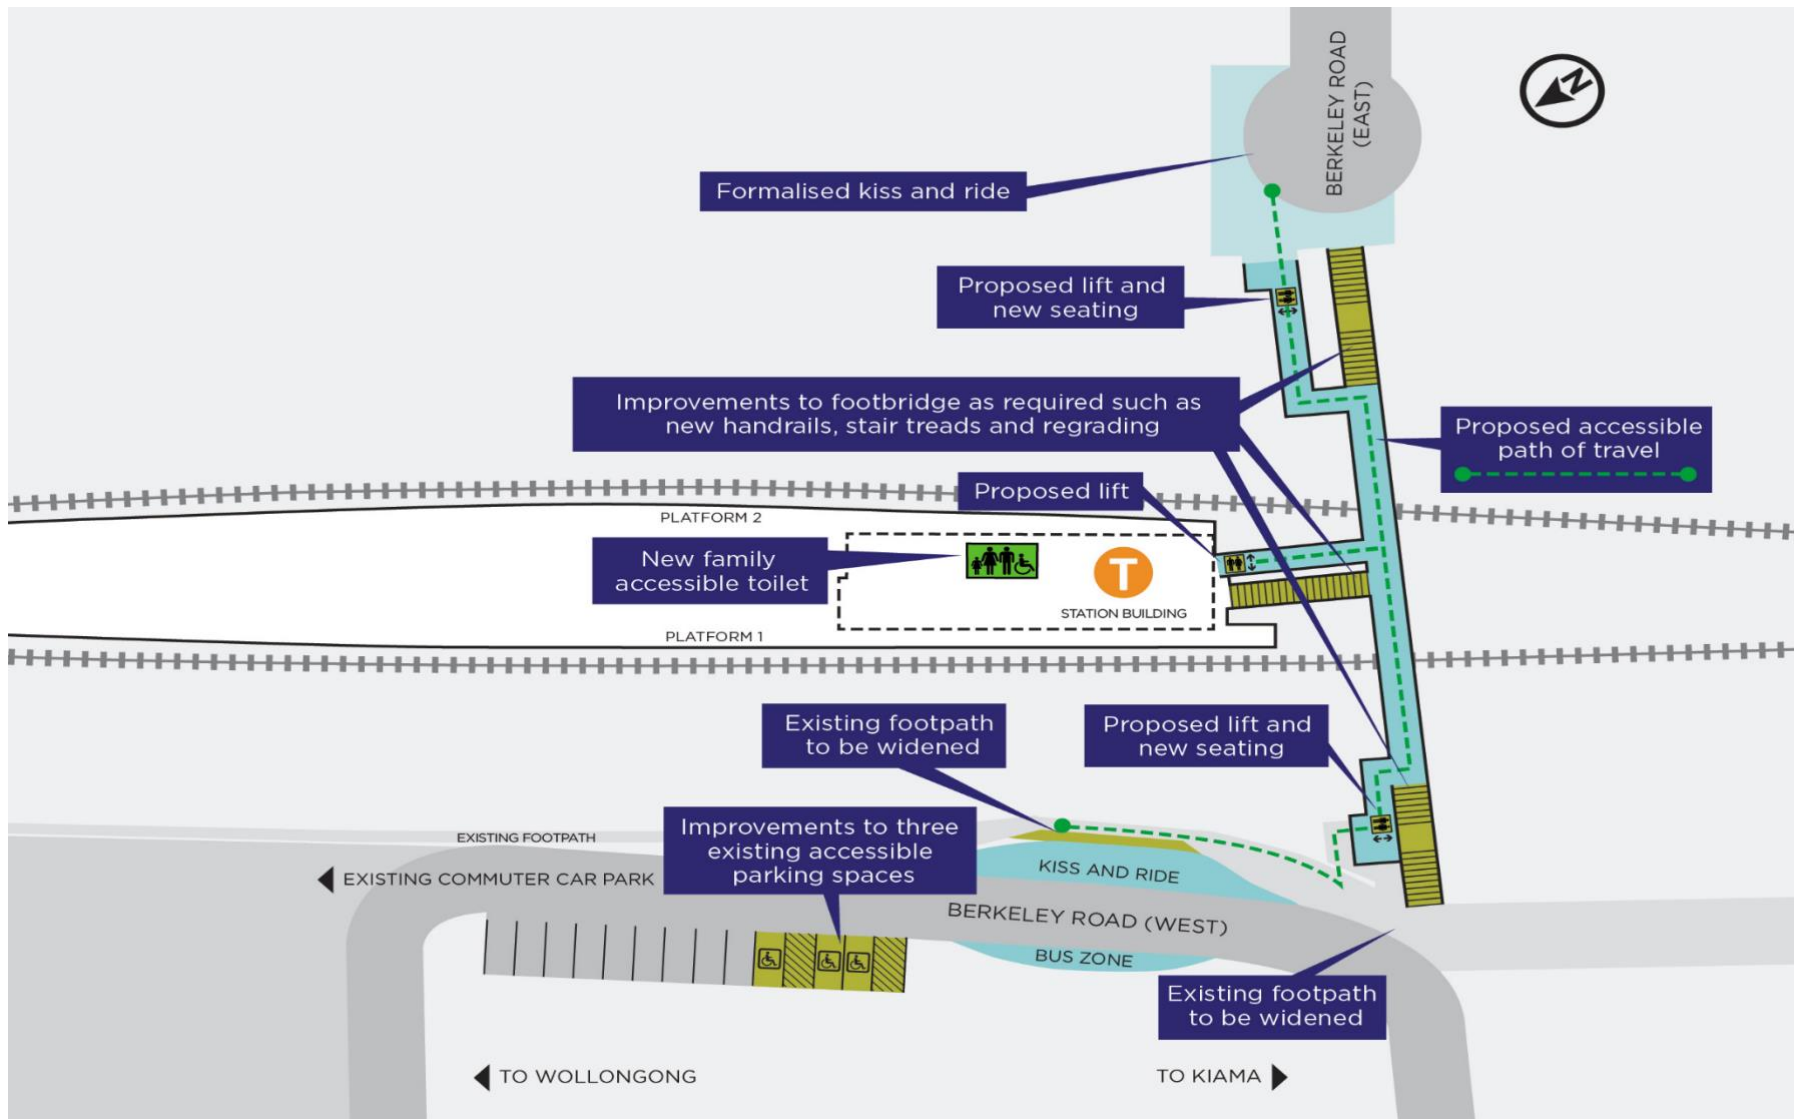 BERKELEY ROAD
(EAST)
N
Formalised kiss and ride
Proposed lift and
new seating
Improvements to footbridge as required such as
new handrails, stair treads and regrading
Proposed accessible
path of travel
Proposed lift
PLATFORM 2
New family
accessible toilet
T
STATION BUILDING
PLATFORM 1
Existing footpath
to be widened
Proposed lift and
new seating
EXISTING FOOTPATH
Improvements to three
existing accessible
parking spaces
EXISTING COMMUTER CAR PARK
KISS AND RIDE
BERKELEY ROAD (WEST)
BUS ZONE
Existing footpath
to be widened
TO WOLLONGONG
TO KIAMA